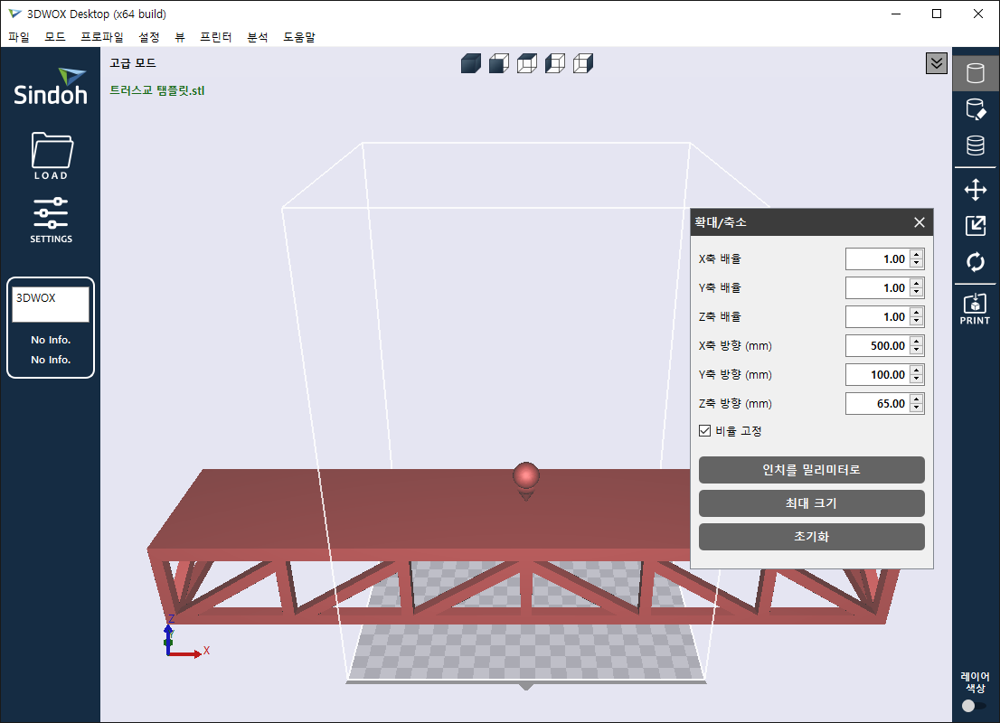 3DWOX Desktop (x64 build)
파일 모드 프로파일 설정 뷰 프린터 분석 도움말
고급 모드
트러스교 탬플릿.stl
Sindoh
LOAD
SETTINGS
3DWOX
No Info.
No Info.
확대/축소
X축 배율 1.00
Y축 배율 1.00
Z축 배율 1.00
X축 방향 (mm) 500.00
Y축 방향 (mm) 100.00
Z축 방향 (mm) 65.00
비율 고정
인치를 밀리미터로
최대 크기
초기화
PRINT
Z
X
레이어
색상